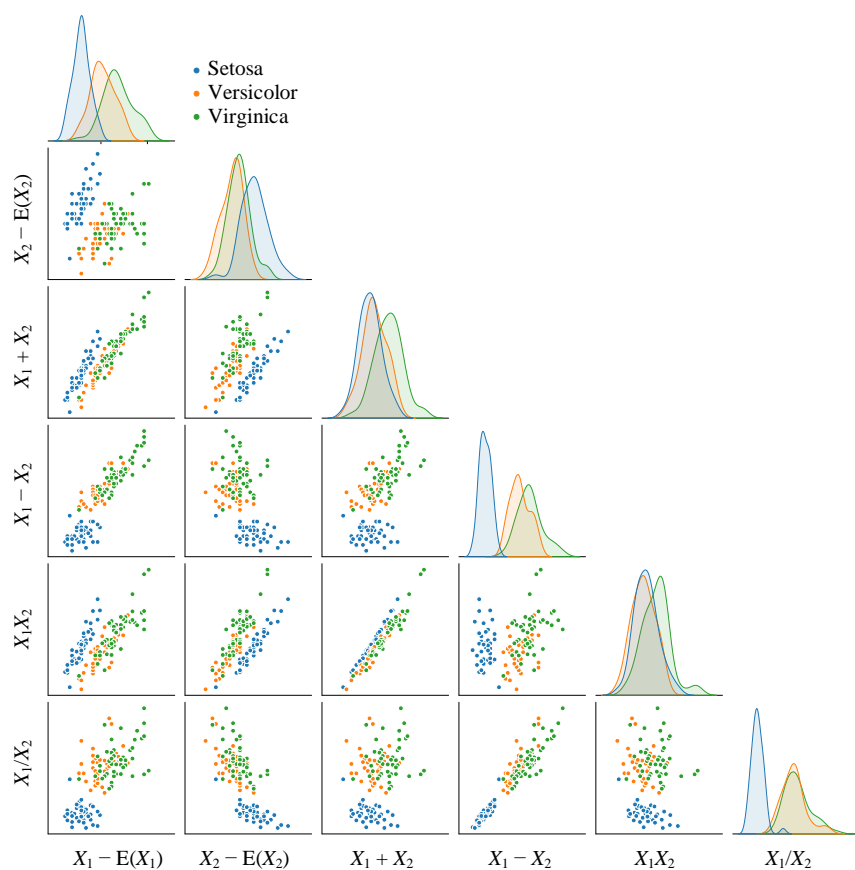 Setosa
Versicolor
Virginica
X₂ − E(X₂)
X₁ + X₂
X₁ − X₂
X₁X₂
X₁/X₂
X₁ − E(X₁)
X₂ − E(X₂)
X₁ + X₂
X₁ − X₂
X₁X₂
X₁/X₂